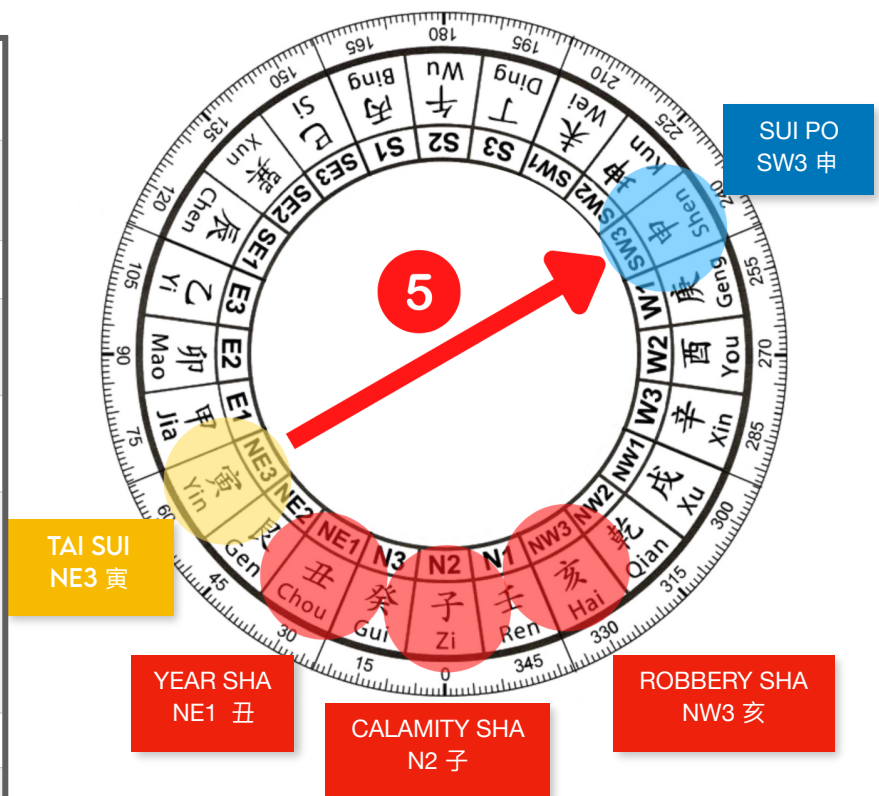 180
195
210
225
240
255
270
285
300
315
330
345
0
15
30
45
60
75
90
105
120
135
150
165
Wu
午
S2
Ding
丁
S3
Wei
未
SW1
Kun
坤
SW2
Shen
申
SW3
Geng
庚
W1
You
酉
W2
Xin
辛
W3
Xu
戌
NW1
Qian
乾
NW2
Hai
亥
NW3
Ren
壬
N1
Zi
子
N2
Gui
癸
N3
Chou
丑
NE1
Gen
艮
NE2
Yin
寅
NE3
Jia
甲
E1
Mao
卯
E2
Yi
乙
E3
Chen
辰
SE1
Xun
巽
SE2
Si
巳
SE3
Bing
丙
S1
5
SUI PO
SW3 申
TAI SUI
NE3 寅
YEAR SHA
NE1 丑
CALAMITY SHA
N2 子
ROBBERY SHA
NW3 亥